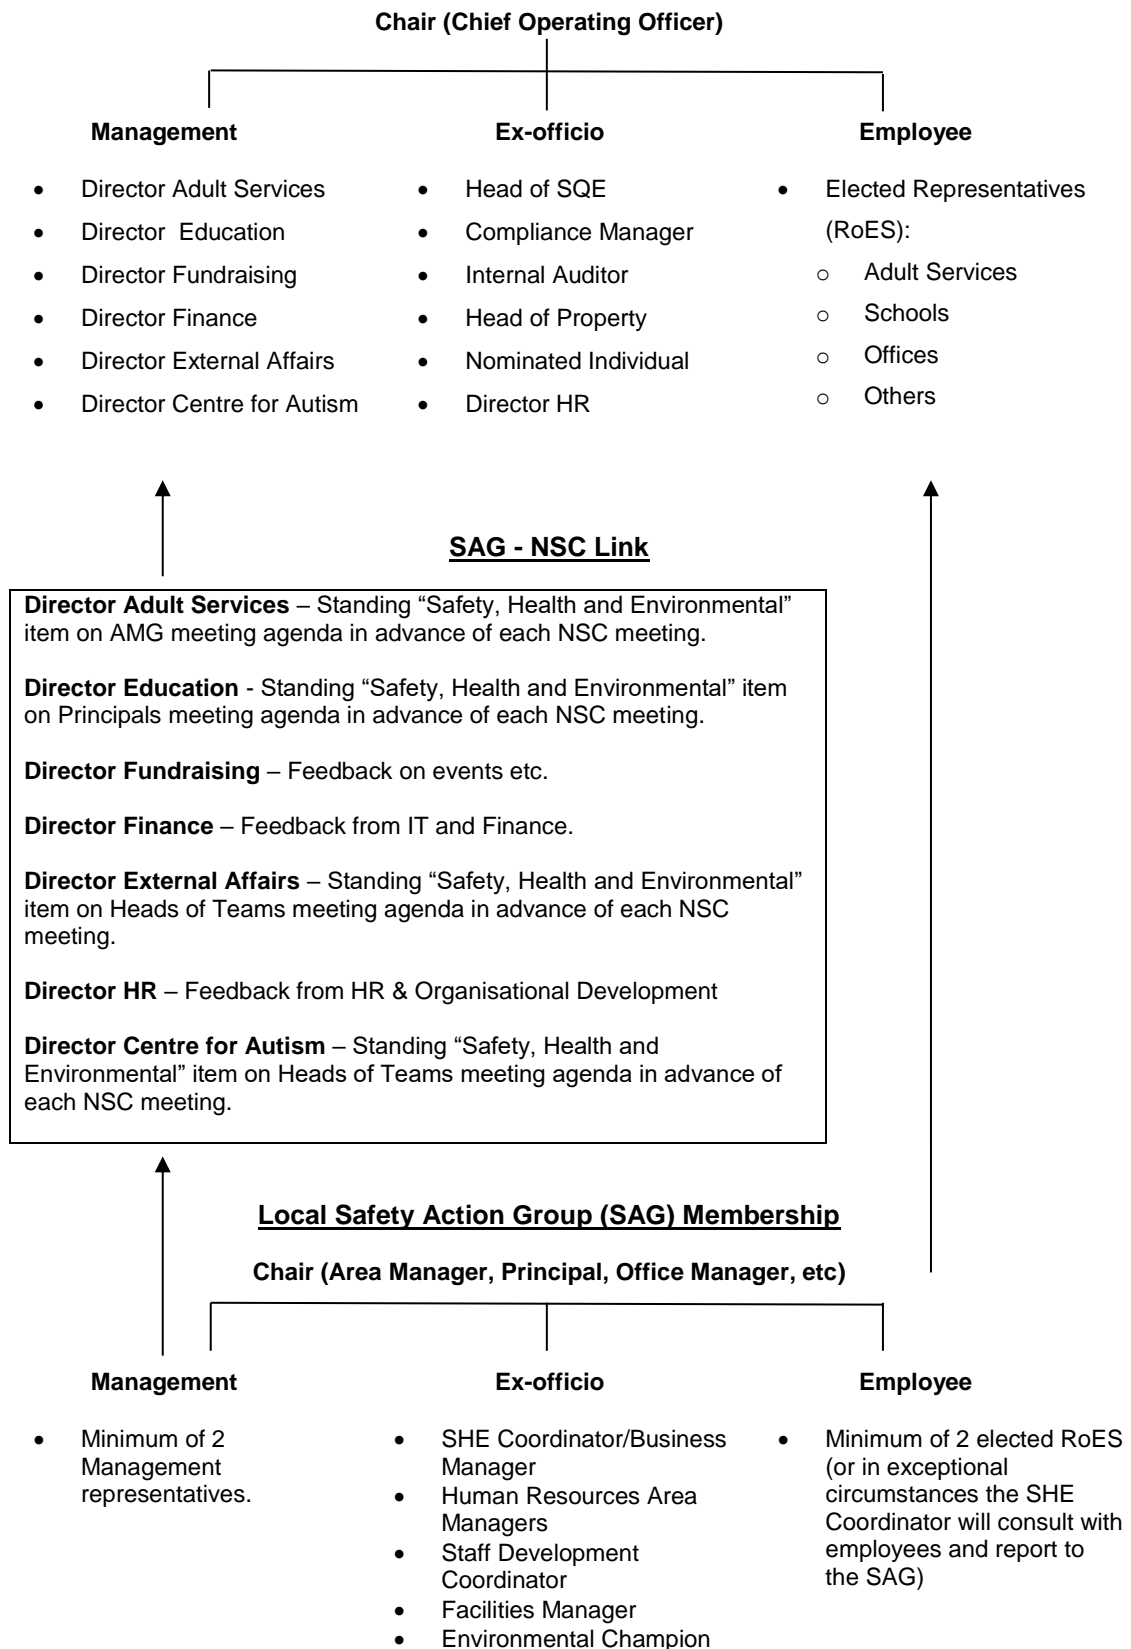 Chair (Chief Operating Officer)
Management
Ex-officio
Employee
• Director Adult Services
• Director  Education
• Director Fundraising
• Director Finance
• Director External Affairs
• Director Centre for Autism
• Head of SQE
• Compliance Manager
• Internal Auditor
• Head of Property
• Nominated Individual
• Director HR
• Elected Representatives
(RoES):
o Adult Services
o Schools
o Offices
o Others
SAG - NSC Link
Director Adult Services – Standing “Safety, Health and Environmental”
item on AMG meeting agenda in advance of each NSC meeting.
Director Education - Standing “Safety, Health and Environmental” item
on Principals meeting agenda in advance of each NSC meeting.
Director Fundraising – Feedback on events etc.
Director Finance – Feedback from IT and Finance.
Director External Affairs – Standing “Safety, Health and Environmental”
item on Heads of Teams meeting agenda in advance of each NSC
meeting.
Director HR – Feedback from HR & Organisational Development
Director Centre for Autism – Standing “Safety, Health and
Environmental” item on Heads of Teams meeting agenda in advance of
each NSC meeting.
Local Safety Action Group (SAG) Membership
Chair (Area Manager, Principal, Office Manager, etc)
Management
Ex-officio
Employee
• Minimum of 2
Management
representatives.
• SHE Coordinator/Business
Manager
• Human Resources Area
Managers
• Staff Development
Coordinator
• Facilities Manager
• Environmental Champion
• Minimum of 2 elected RoES
(or in exceptional
circumstances the SHE
Coordinator will consult with
employees and report to
the SAG)